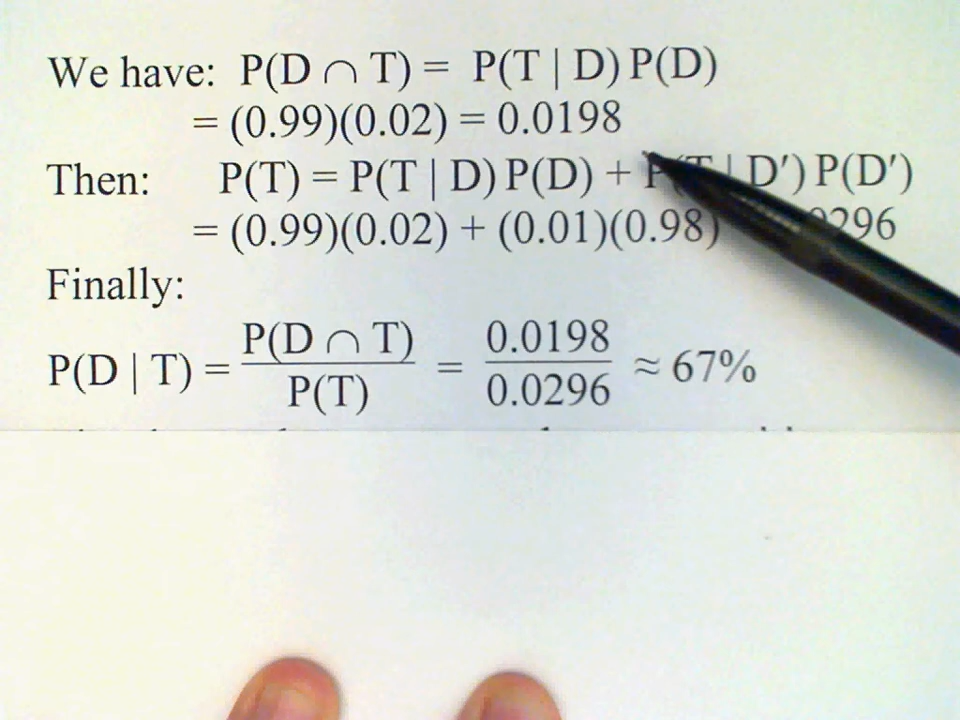 We have: P(D ∩ T) = P(T | D) P(D)
= (0.99)(0.02) = 0.0198
Then: P(T) = P(T | D) P(D) + P(T | D′) P(D′)
= (0.99)(0.02) + (0.01)(0.98) 0296
Finally:
P(D | T) = P(D ∩ T) / P(T) = 0.0198 / 0.0296 ≈ 67%